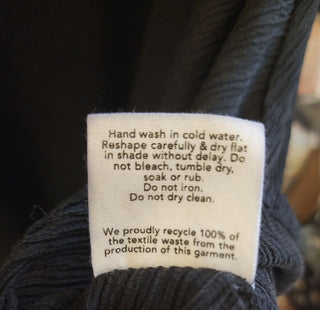 Hand wash in cold water.
Reshape carefully & dry flat
in shade without delay. Do
not bleach, tumble dry,
soak or rub.
Do not iron.
Do not dry clean.
We proudly recycle 100% of
the textile waste from the
production of this garment.